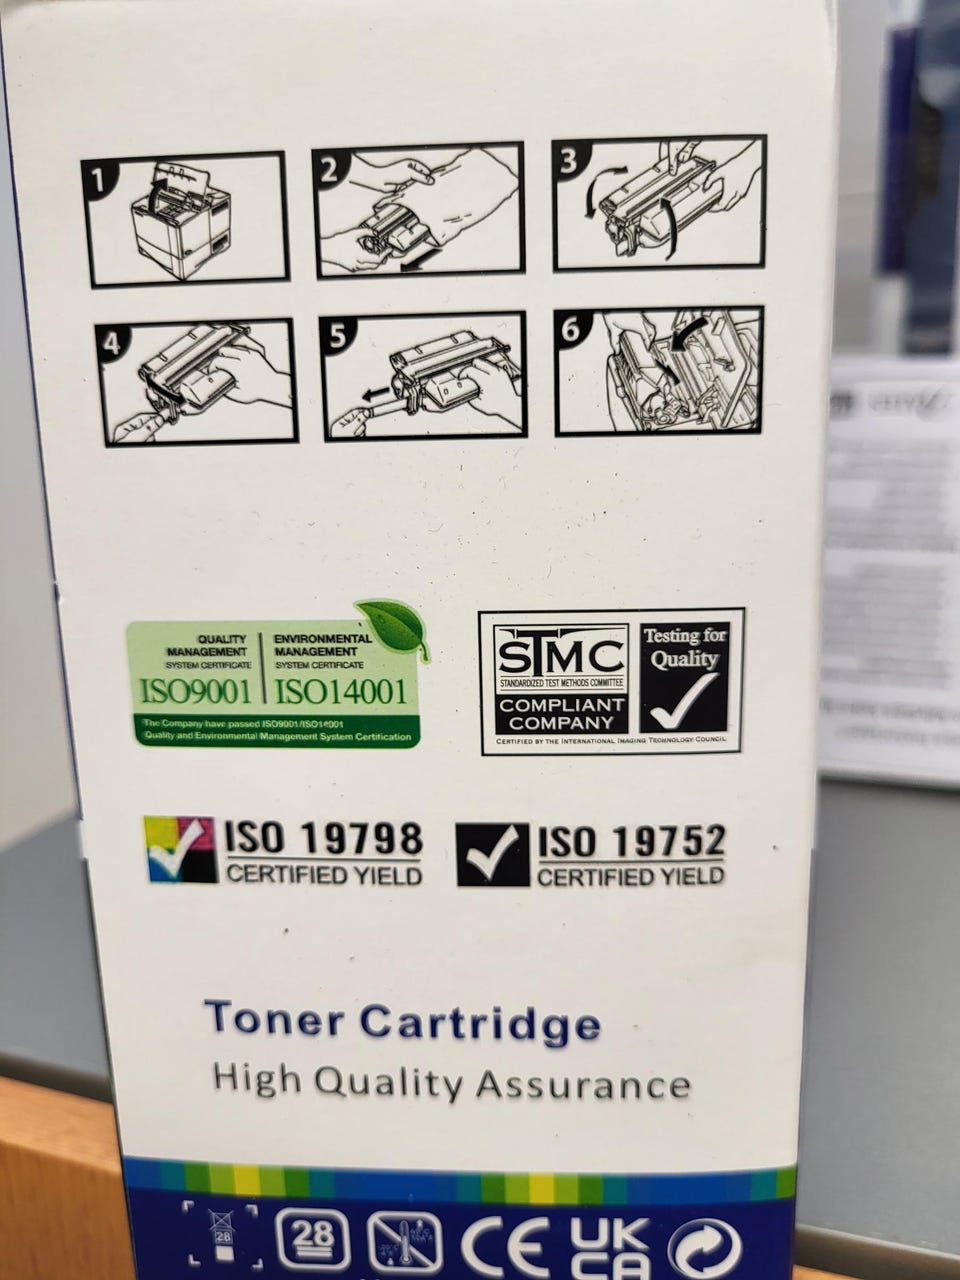 1
2
3
4
5
6
QUALITY
MANAGEMENT
SYSTEM CERTIFICATE
ISO9001
ENVIRONMENTAL
MANAGEMENT
SYSTEM CERTIFICATE
ISO14001
The Company have passed ISO9001/ISO14001
Quality and Environmental Management System Certification
STMC
STANDARDIZED TEST METHODS COMMITTEE
COMPLIANT
COMPANY
Testing for
Quality
CERTIFIED BY THE INTERNATIONAL IMAGING TECHNOLOGY COUNCIL
ISO 19798
CERTIFIED YIELD
ISO 19752
CERTIFIED YIELD
Toner Cartridge
High Quality Assurance
28
28
CE
UK
CA